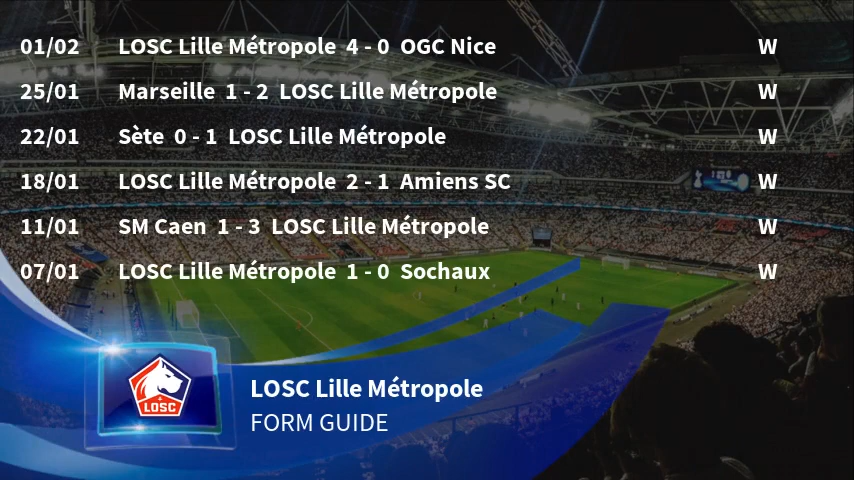 01/02 LOSC Lille Métropole 4 - 0 OGC Nice W
25/01 Marseille 1 - 2 LOSC Lille Métropole W
22/01 Sète 0 - 1 LOSC Lille Métropole W
18/01 LOSC Lille Métropole 2 - 1 Amiens SC W
11/01 SM Caen 1 - 3 LOSC Lille Métropole W
07/01 LOSC Lille Métropole 1 - 0 Sochaux W
LOSC
LOSC Lille Métropole
FORM GUIDE